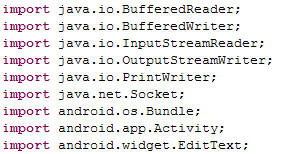 import java.io.BufferedReader;
import java.io.BufferedWriter;
import java.io.InputStreamReader;
import java.io.OutputStreamWriter;
import java.io.PrintWriter;
import java.net.Socket;
import android.os.Bundle;
import android.app.Activity;
import android.widget.EditText;